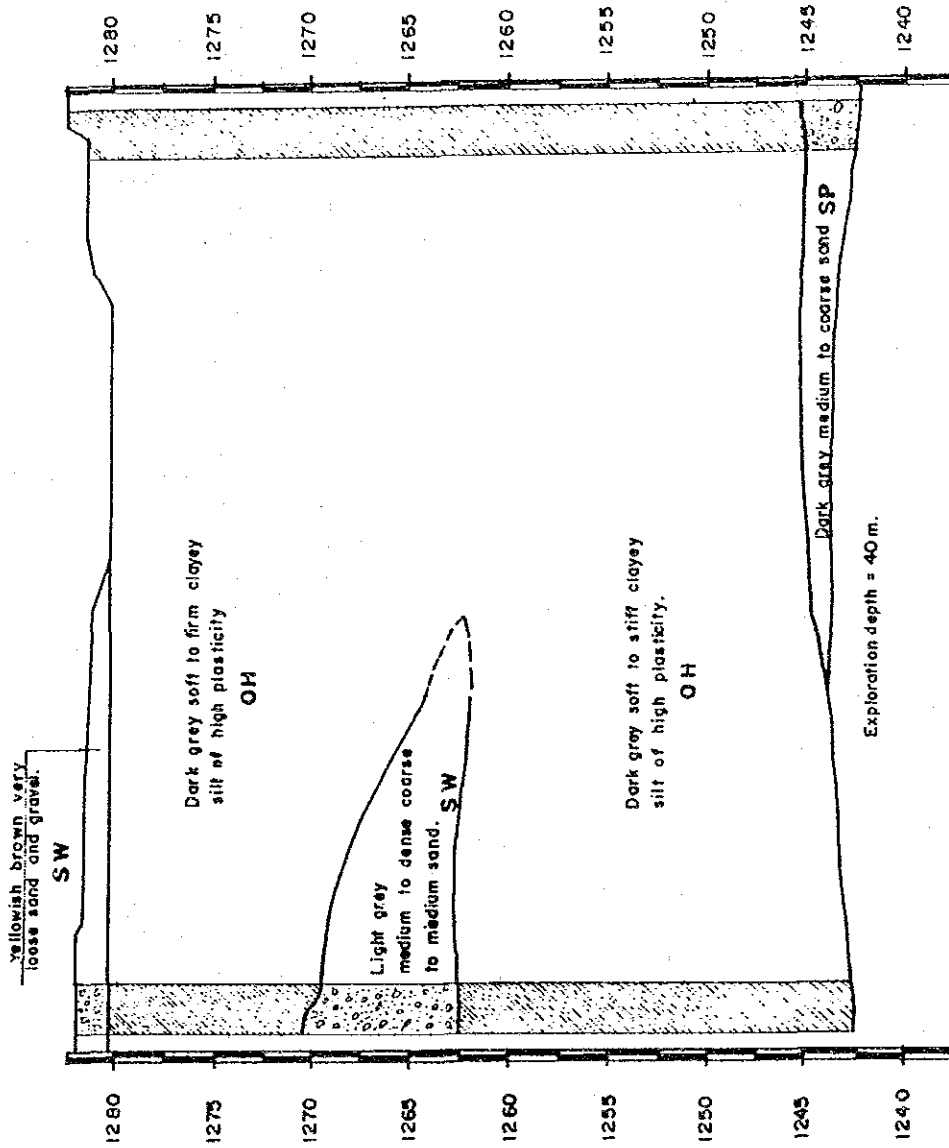 Yellowish brown very
loose sand and gravel.
SW
Dark grey soft to firm clayey
silt of high plasticity
OH
Light grey
medium to dense coarse
to medium sand.
SW
Dark gray soft to stiff clayey
silt of high plasticity.
OH
Dark gray medium to coarse sand SP
Exploration depth = 40m.
1280
1275
1270
1265
1260
1255
1250
1245
1240
1280
1275
1270
1265
1260
1255
1250
1245
1240